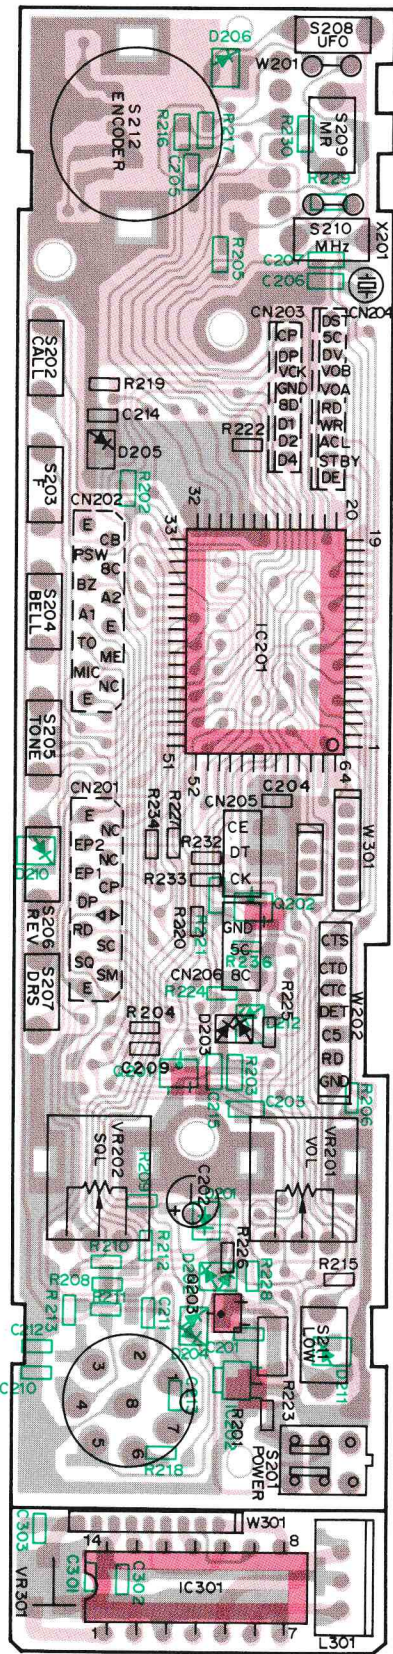 S208
UFO
D206
W201
S212
ENCODER
R216
R217
C205
R230
S209
MR
R229
S210
MHz
X201
R205
C207
C206
CN203
CN204
CP
DP
VCK
GND
8D
D1
D2
D4
DS
5C
DV
VOB
VOA
RD
WR
ACL
STBY
DE
S202
CALL
R219
C214
D205
R222
R202
S203
F
CN202
E
CB
PSW
8C
BZ
A2
A1
E
TO
ME
MIC
NC
E
32
33
20
19
IC201
S204
BELL
S205
TONE
51
52
1
64
CN201
E
NC
EP2
NC
EP1
CP
DP
RD
SC
SQ
SM
E
R234
R227
CN205
C204
CE
DT
CK
R232
R233
W301
D210
S206
REV
S207
DRS
R220
R221
Q202
GND
5C
R236
CN206
8C
R224
CTS
CTD
CTC
DET
C5
RD
GND
W202
R204
D203
D212
R225
C209
C215
R203
C203
R206
VR202
SQL
VR201
VOL
R209
C202
D201
R212
R226
R228
R210
R208
R211
R213
C211
Q203
D204
C201
R215
S211
LOW
D211
C212
C210
2
3
1
4
8
5
7
6
C213
R201
R223
R218
S201
POWER
C303
W301
14
8
C301
C302
IC301
VR301
1
7
L301